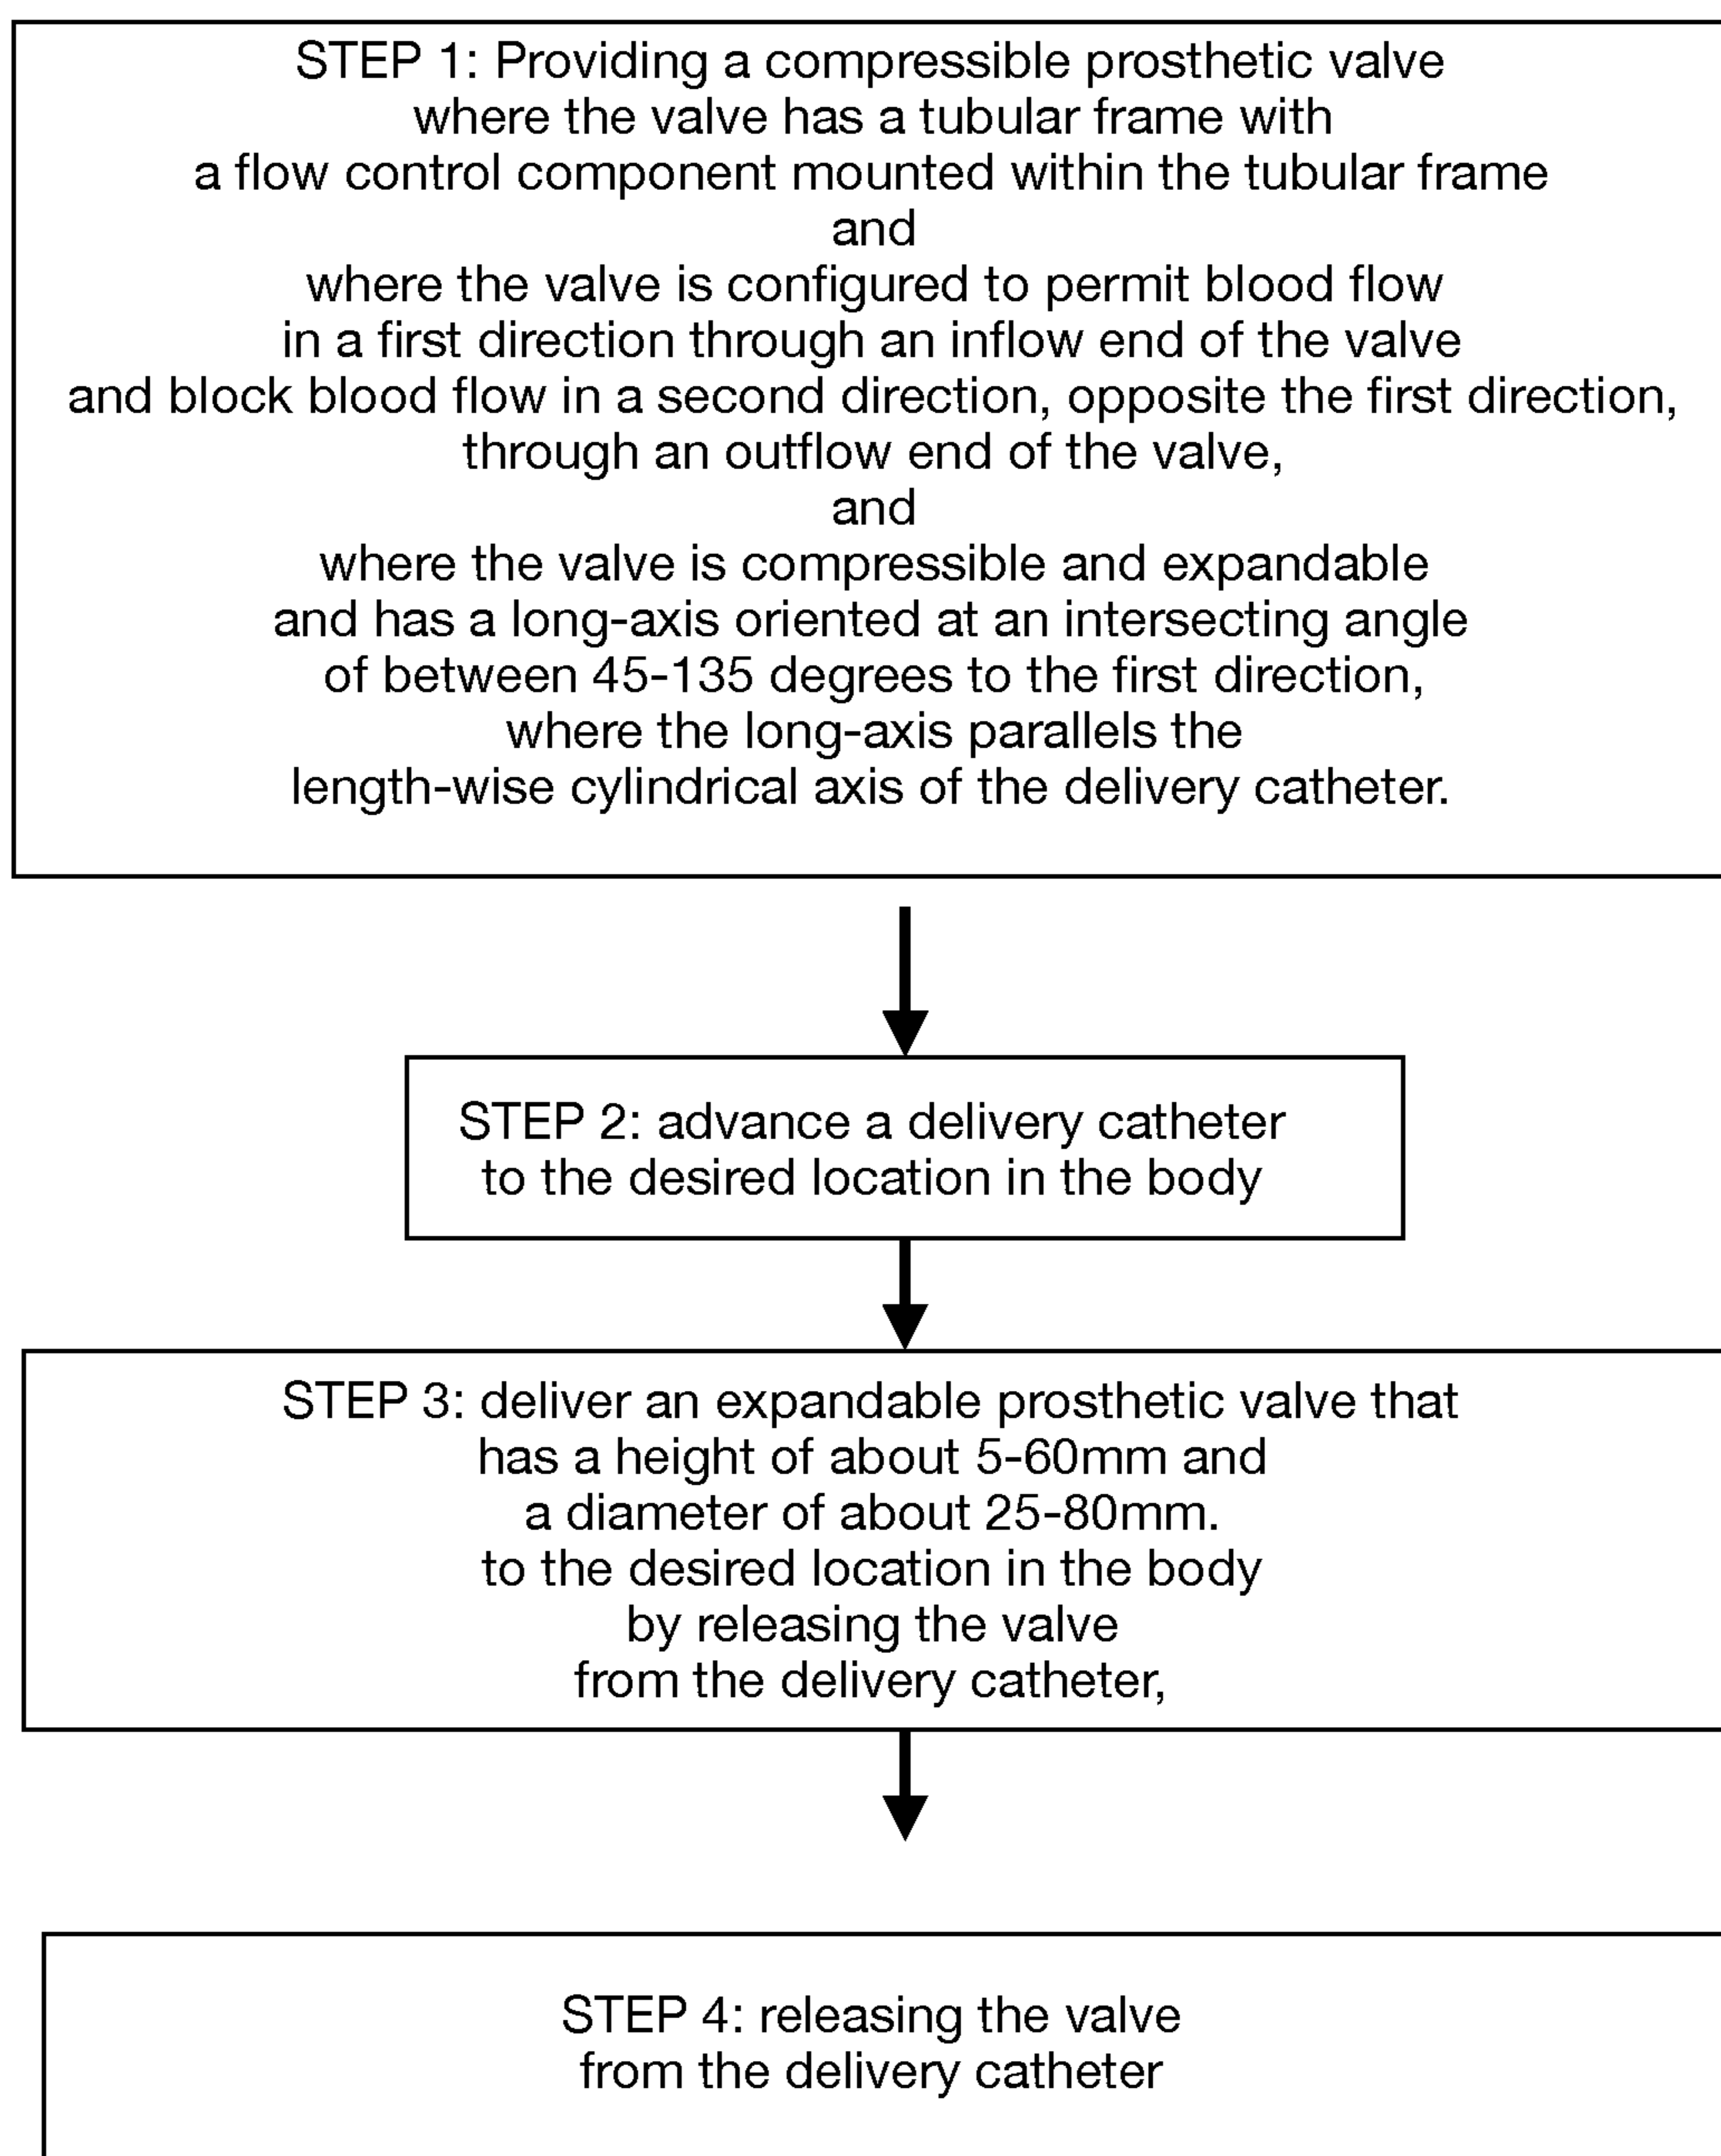 STEP 1: Providing a compressible prosthetic valve
where the valve has a tubular frame with
a flow control component mounted within the tubular frame
and
where the valve is configured to permit blood flow
in a first direction through an inflow end of the valve
and block blood flow in a second direction, opposite the first direction,
through an outflow end of the valve,
and
where the valve is compressible and expandable
and has a long-axis oriented at an intersecting angle
of between 45-135 degrees to the first direction,
where the long-axis parallels the
length-wise cylindrical axis of the delivery catheter.
STEP 2: advance a delivery catheter
to the desired location in the body
STEP 3: deliver an expandable prosthetic valve that
has a height of about 5-60mm and
a diameter of about 25-80mm.
to the desired location in the body
by releasing the valve
from the delivery catheter,
STEP 4: releasing the valve
from the delivery catheter